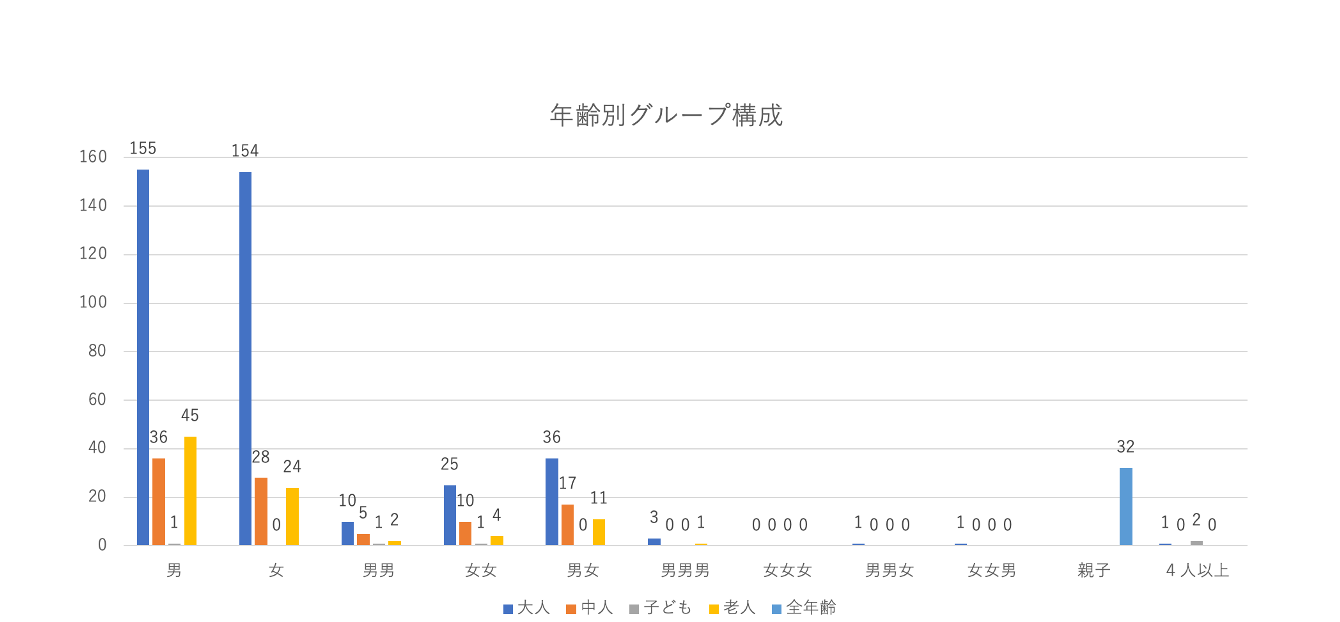 年齢別グループ構成
160
140
120
100
80
60
40
20
0
155 36 1 45
154 28 0 24
10 5 1 2
25 10 1 4
36 17 0 11
3 0 0 1
0 0 0 0
1 0 0 0
1 0 0 0
32
1 0 2 0
男 女 男男 女女 男女 男男男 女女女 男男女 女女男 親子 4人以上
大人 中人 子ども 老人 全年齢